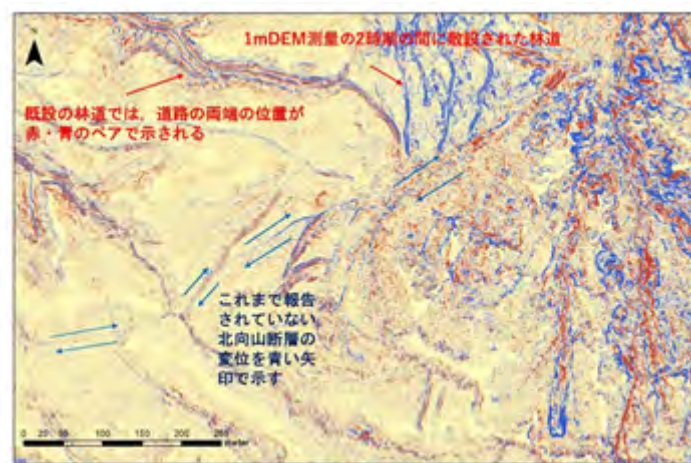 1mDEM測量の2時期の間に敷設された林道
既設の林道では，道路の両端の位置が
赤・青のペアで示される
これまで報告
されていない
北向山断層の
変位を青い矢
印で示す
0 25 50 100 150 200 250
meter